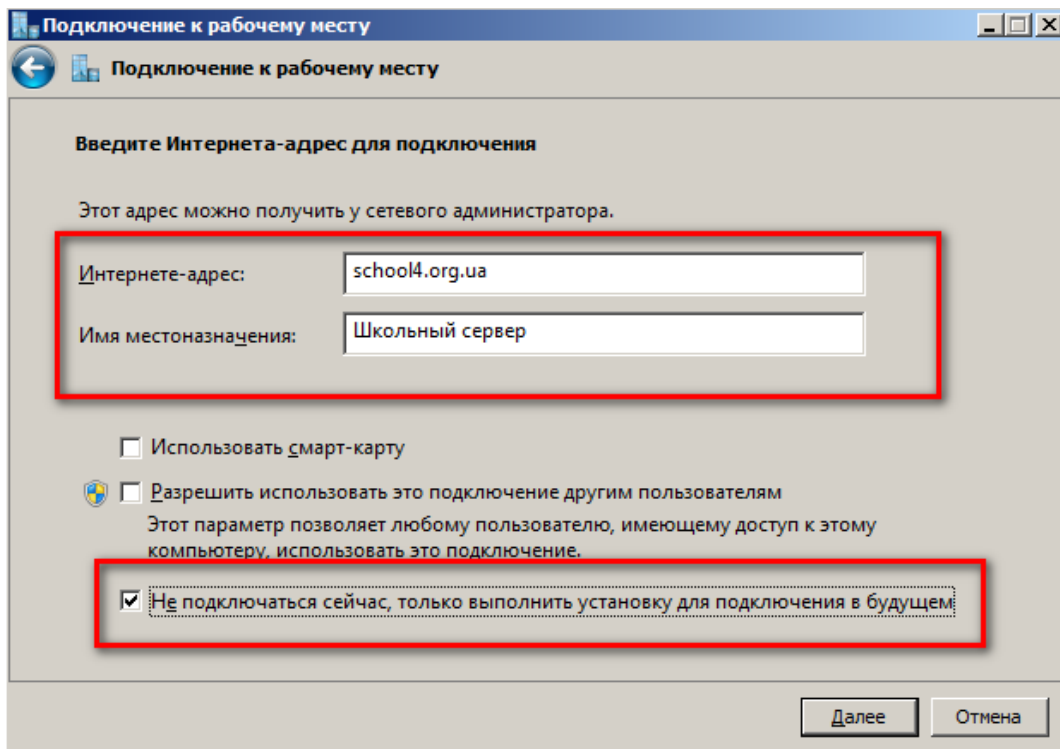 Подключение к рабочему месту
Подключение к рабочему месту
Введите Интернета-адрес для подключения
Этот адрес можно получить у сетевого администратора.
Интернете-адрес: school4.org.ua
Имя местоназначения: Школьный сервер
Использовать смарт-карту
Разрешить использовать это подключение другим пользователям
Этот параметр позволяет любому пользователю, имеющему доступ к этому
компьютеру, использовать это подключение.
Не подключаться сейчас, только выполнить установку для подключения в будущем
Далее Отмена